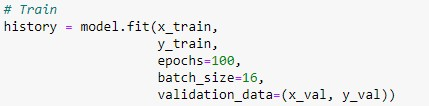 # Train
history = model.fit(x_train,
                    y_train,
                    epochs=100,
                    batch_size=16,
                    validation_data=(x_val, y_val))